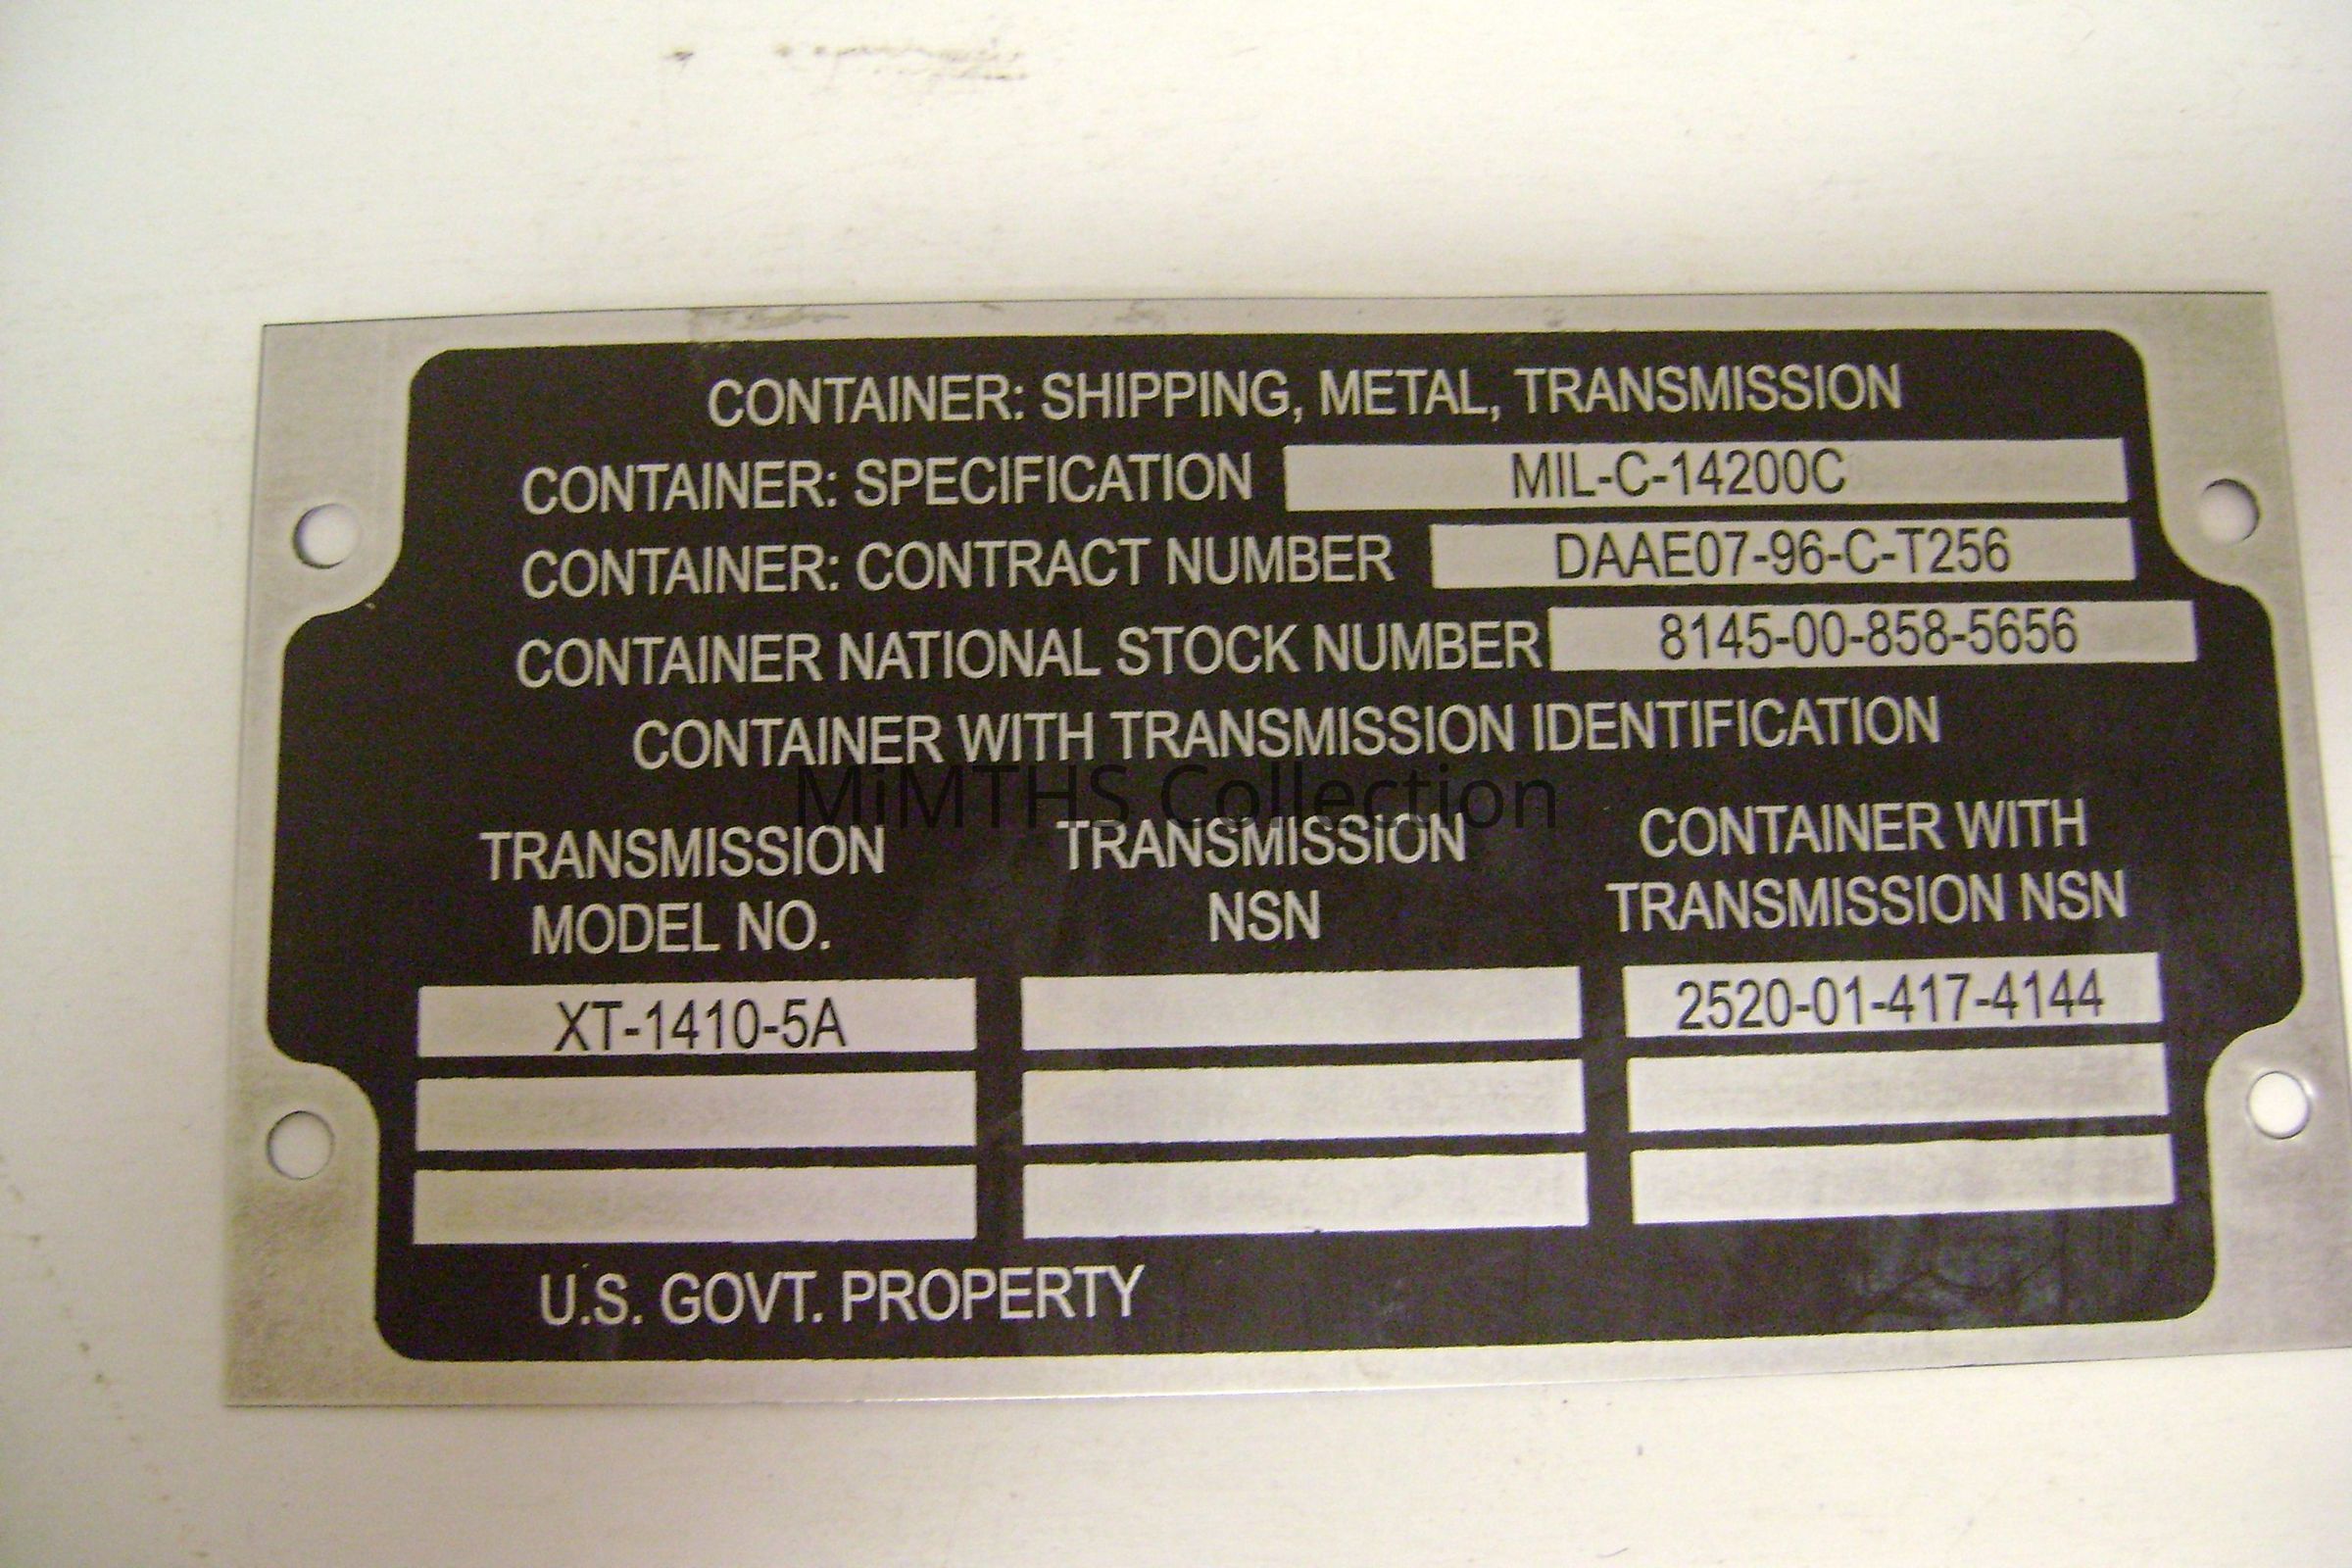 CONTAINER: SHIPPING, METAL, TRANSMISSION
CONTAINER: SPECIFICATION MIL-C-14200C
CONTAINER: CONTRACT NUMBER DAAE07-96-C-T256
CONTAINER NATIONAL STOCK NUMBER 8145-00-858-5656
CONTAINER WITH TRANSMISSION IDENTIFICATION
MiMTHS Collection
TRANSMISSION
MODEL NO.
TRANSMISSION
NSN
CONTAINER WITH
TRANSMISSION NSN
XT-1410-5A 2520-01-417-4144
U.S. GOVT. PROPERTY